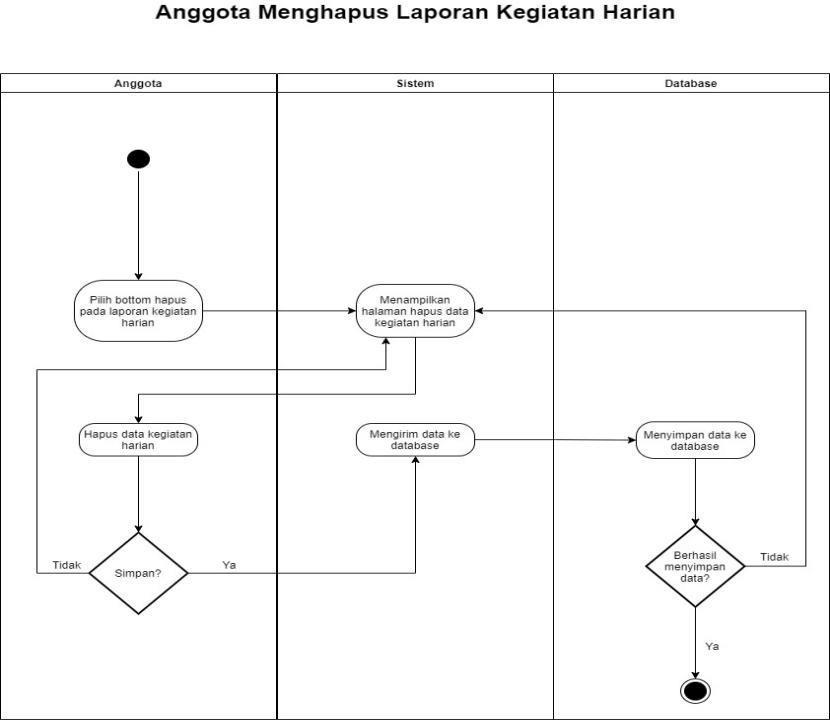 Anggota Menghapus Laporan Kegiatan Harian
Anggota
Sistem
Database
Pilih bottom hapus
pada laporan kegiatan
harian
Menampilkan
halaman hapus data
kegiatan harian
Hapus data kegiatan
harian
Mengirim data ke
database
Menyimpan data ke
database
Tidak
Simpan?
Ya
Berhasil
menyimpan
data?
Tidak
Ya